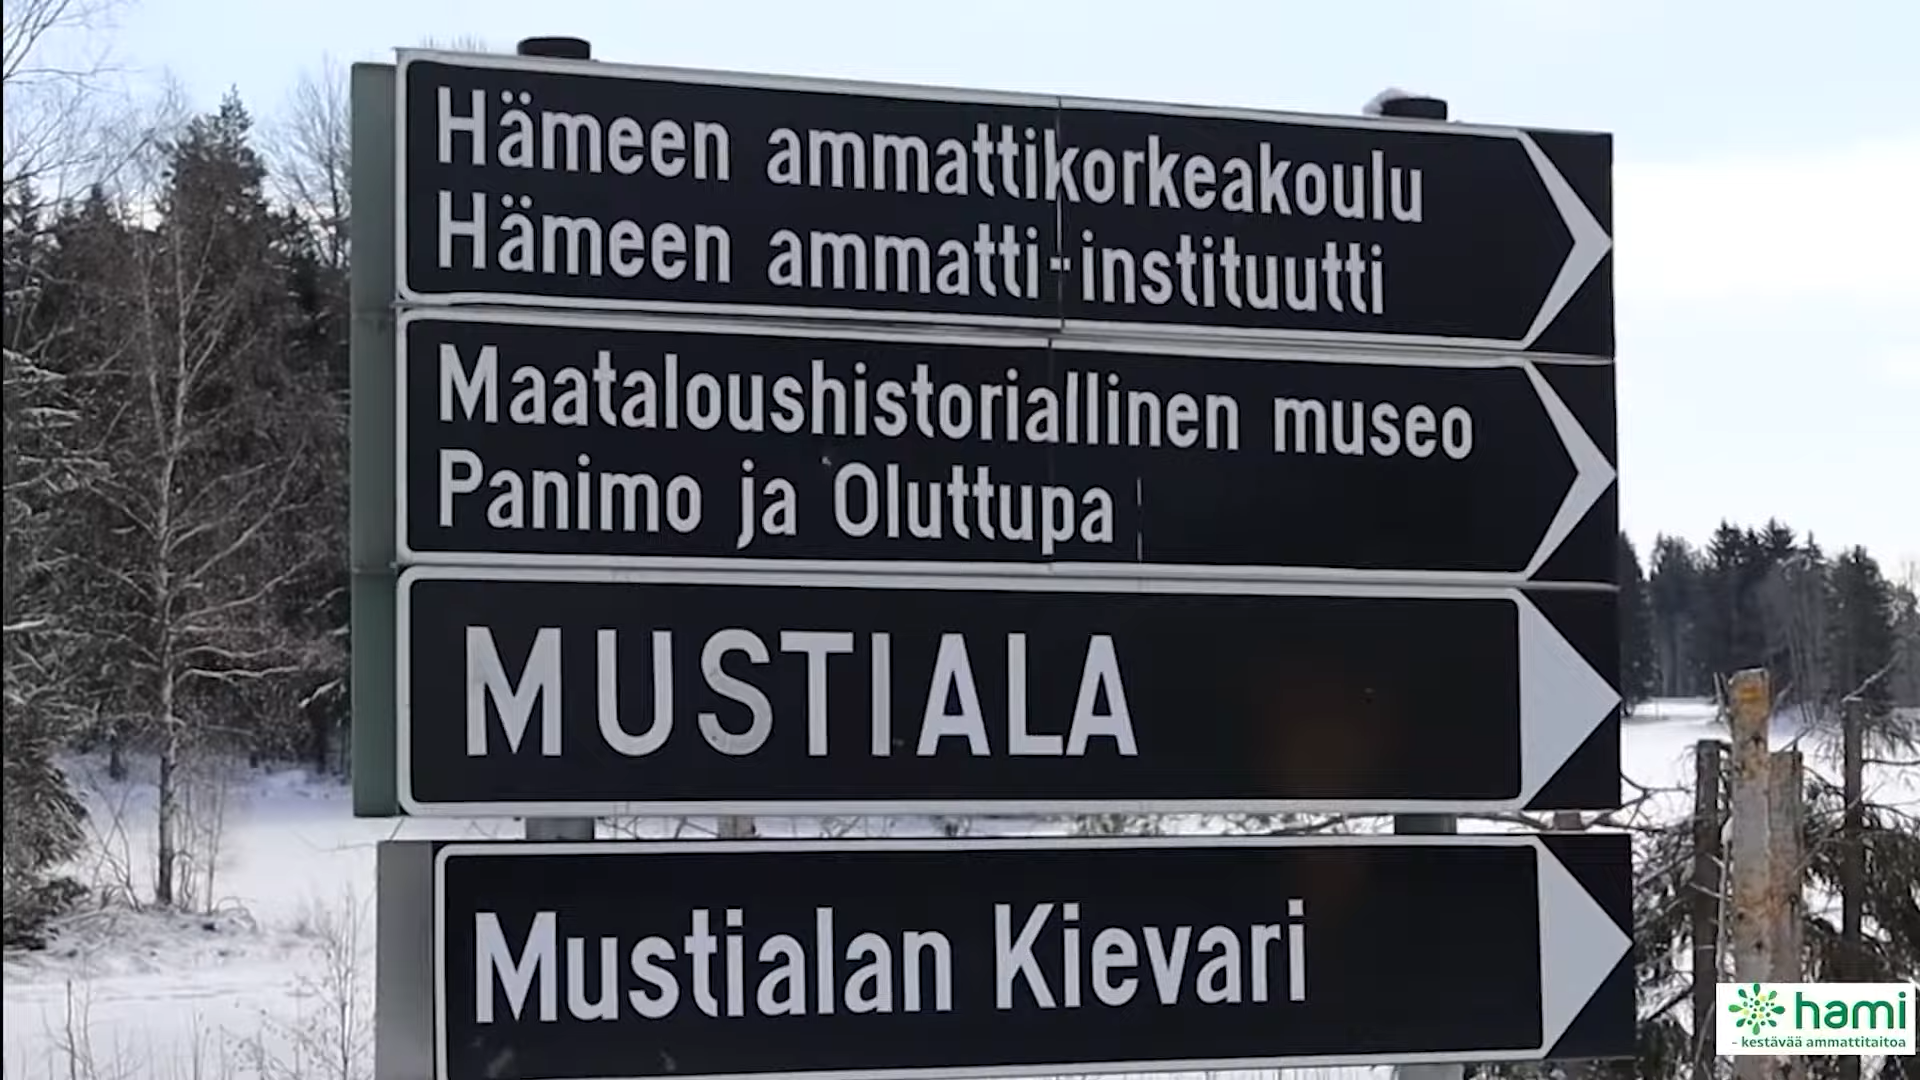 Hämeen ammattikorkeakoulu
Hämeen ammatti-instituutti
Maataloushistoriallinen museo
Panimo ja Oluttupa
MUSTIALA
Mustialan Kievari
hami
- kestävää ammattitaitoa